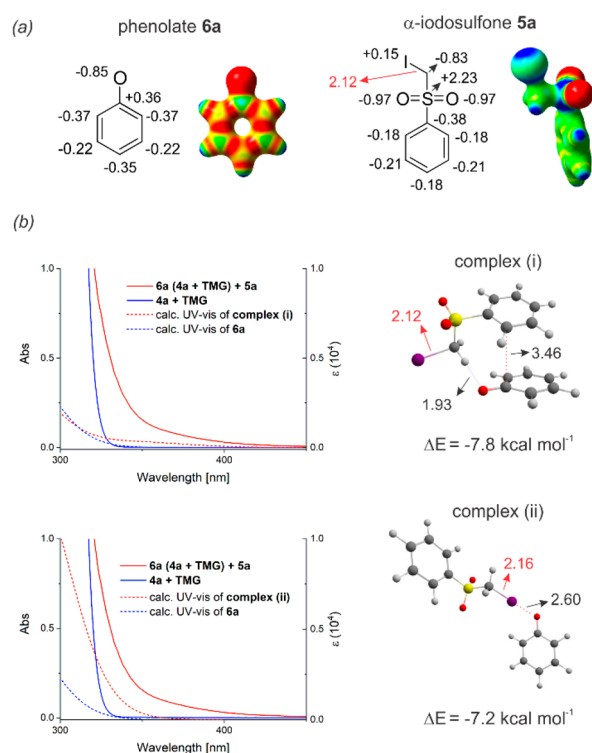 (a)
phenolate 6a
α-iodosulfone 5a
-0.85
O
+0.36
-0.37
-0.37
-0.22
-0.22
-0.35
I
+0.15
-0.83
2.12
+2.23
-0.97 O=S=O -0.97
-0.38
-0.18
-0.18
-0.21
-0.21
-0.18
(b)
1.0
1.0
6a (4a + TMG) + 5a
4a + TMG
calc. UV-vis of complex (i)
calc. UV-vis of 6a
Abs
0.5
0.5
ε (10⁴)
0.0
0.0
300
400
Wavelength [nm]
complex (i)
2.12
3.46
1.93
ΔE = -7.8 kcal mol⁻¹
1.0
1.0
6a (4a + TMG) + 5a
4a + TMG
calc. UV-vis of complex (ii)
calc. UV-vis of 6a
Abs
0.5
0.5
ε (10⁴)
0.0
0.0
300
400
Wavelength [nm]
complex (ii)
2.16
2.60
ΔE = -7.2 kcal mol⁻¹